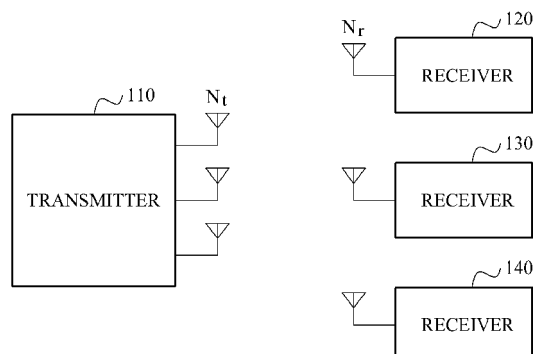 110
TRANSMITTER
Nt
Nr
120
RECEIVER
130
RECEIVER
140
RECEIVER